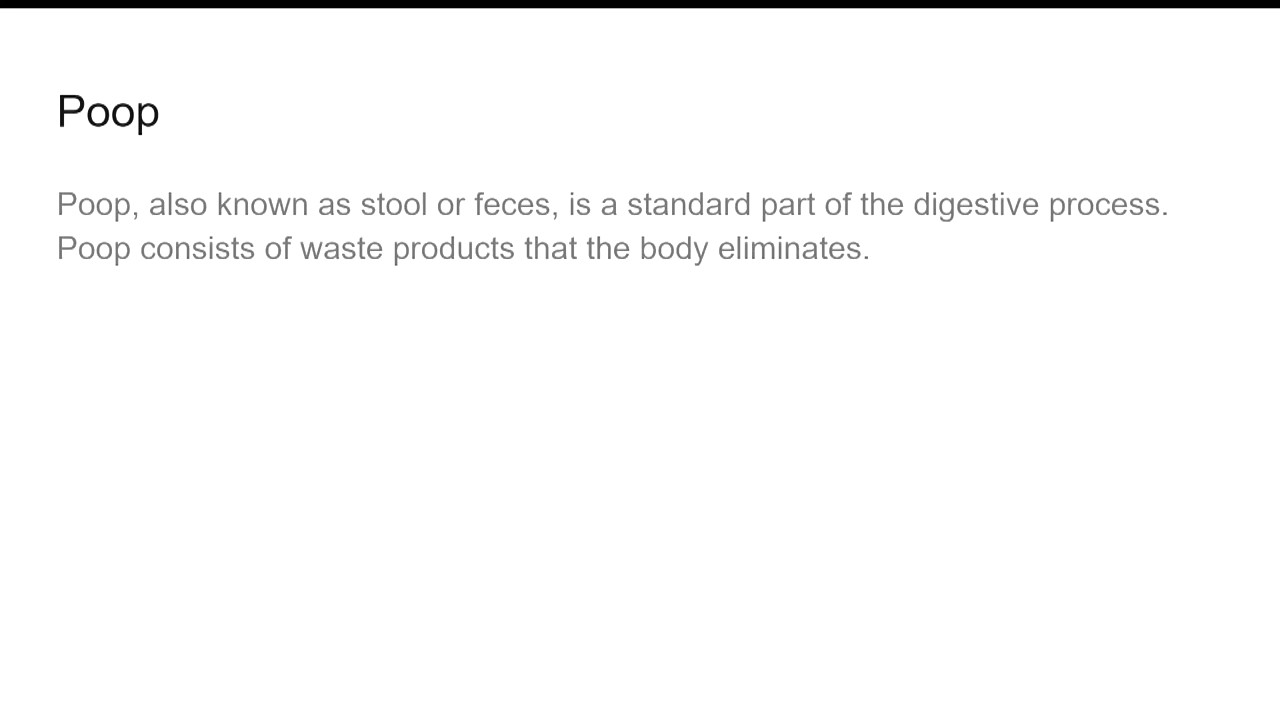 Poop
Poop, also known as stool or feces, is a standard part of the digestive process.
Poop consists of waste products that the body eliminates.